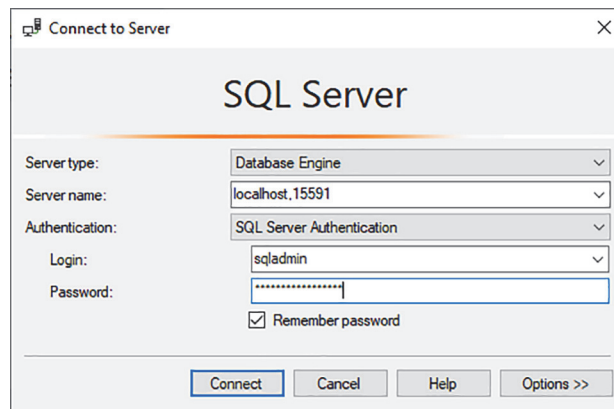 Connect to Server
SQL Server
Server type: Database Engine
Server name: localhost,15591
Authentication: SQL Server Authentication
Login: sqladmin
Password: *****************
Remember password
Connect Cancel Help Options >>